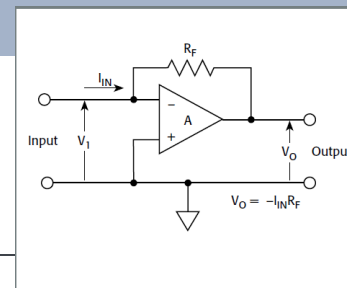 R_F
I_IN
−
A
+
Input V_1
V_O Outpu
V_O = −I_IN R_F